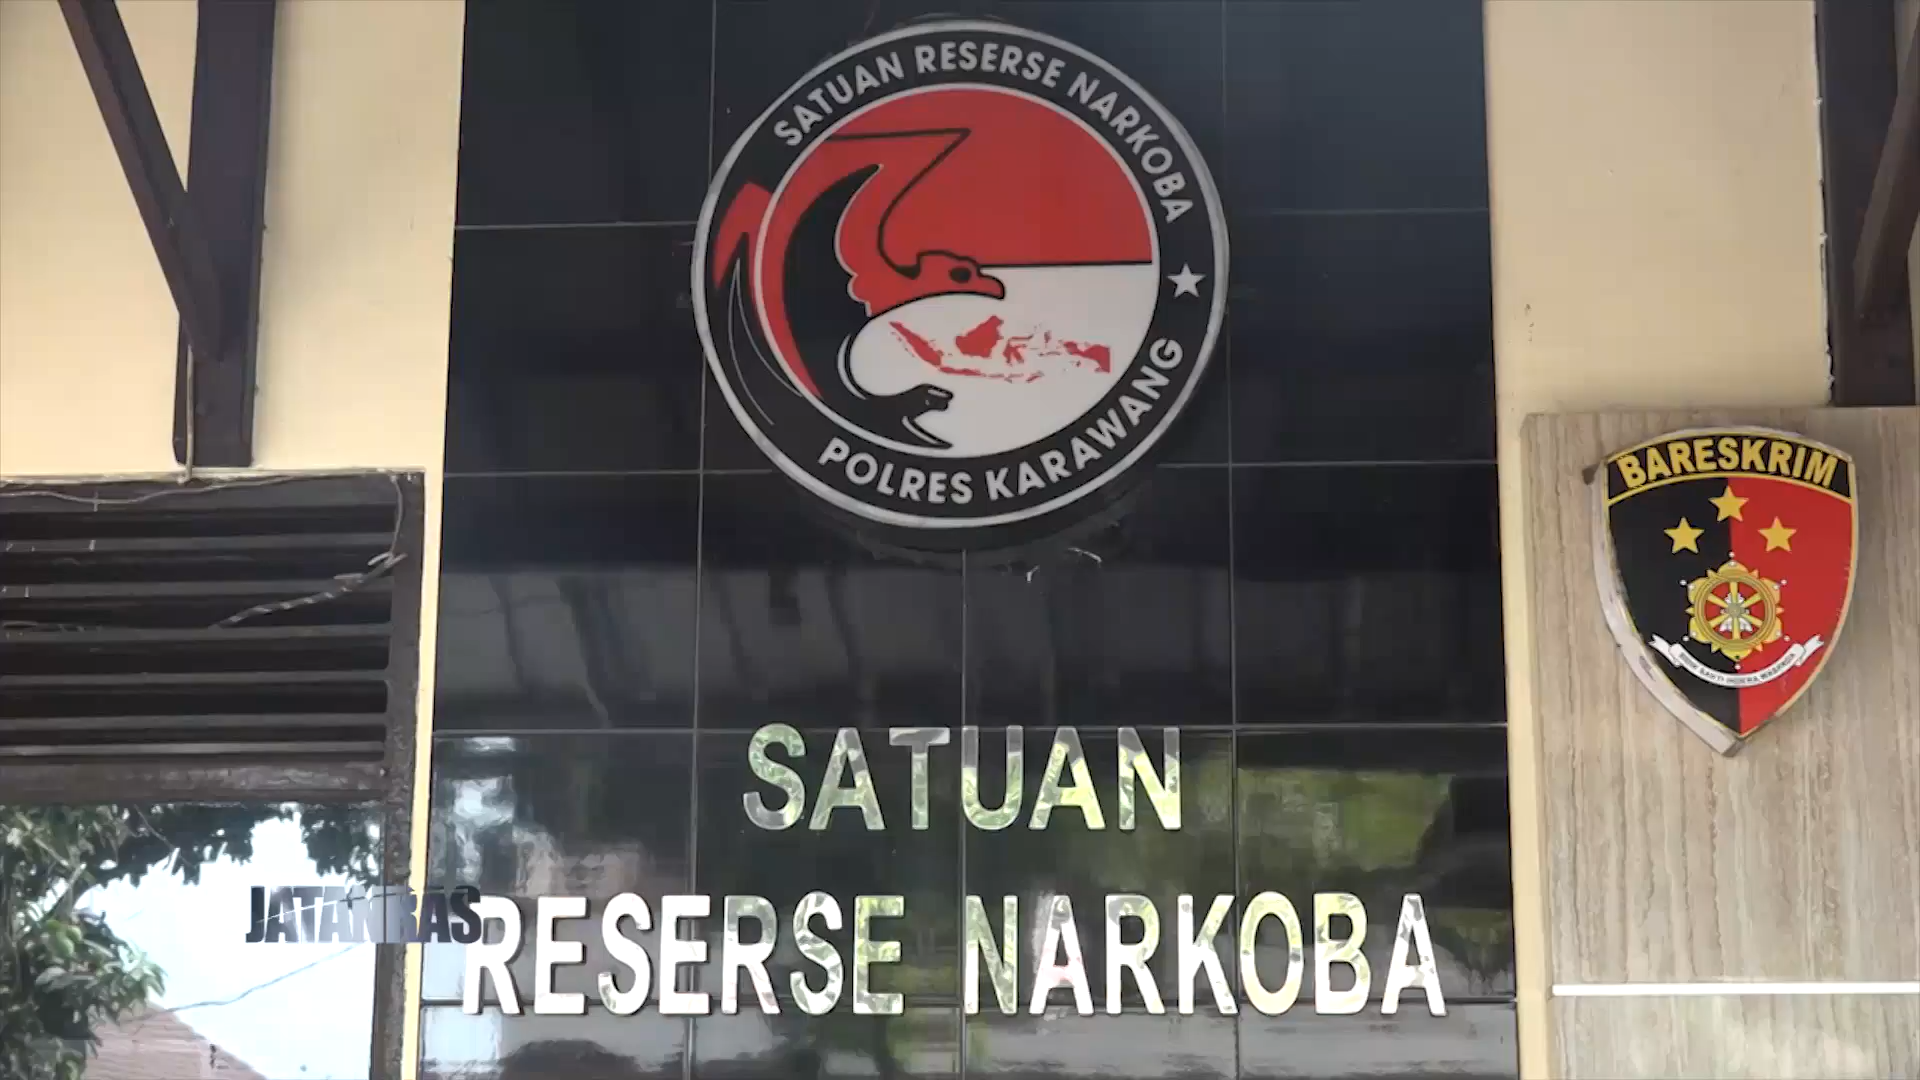 SATUAN RESERSE NARKOBA
POLRES KARAWANG
BARESKRIM
SATUAN
JATANRAS
RESERSE NARKOBA